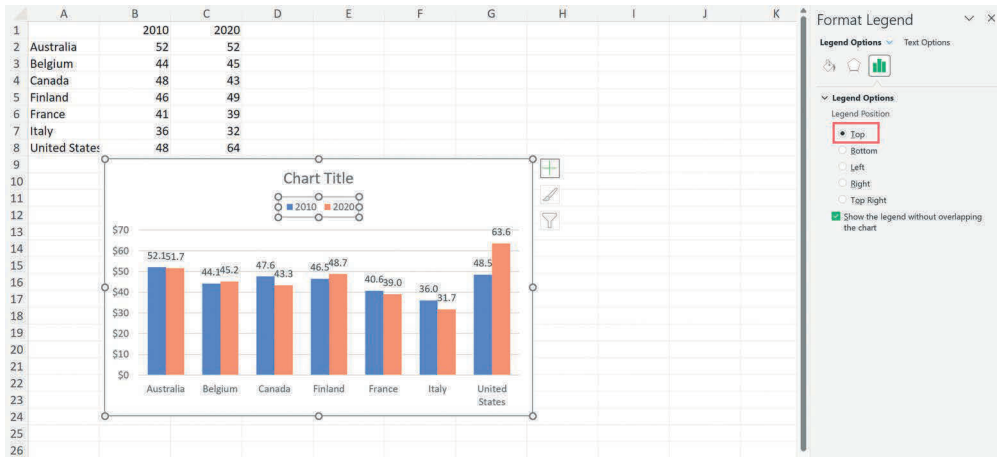 A B C D E F G H I J K
1 2010 2020
2 Australia 52 52
3 Belgium 44 45
4 Canada 48 43
5 Finland 46 49
6 France 41 39
7 Italy 36 32
8 United States 48 64
9
10
11
12
13
14
15
16
17
18
19
20
21
22
23
24
25
26
Chart Title
2010 2020
$70
$60
$50
$40
$30
$20
$10
$0
52.1 51.7
44.1 45.2
47.6 43.3
46.5 48.7
40.6 39.0
36.0 31.7
48.5 63.6
Australia Belgium Canada Finland France Italy United
States
Format Legend
Legend Options Text Options
Legend Options
Legend Position
Top
Bottom
Left
Right
Top Right
Show the legend without overlapping
the chart